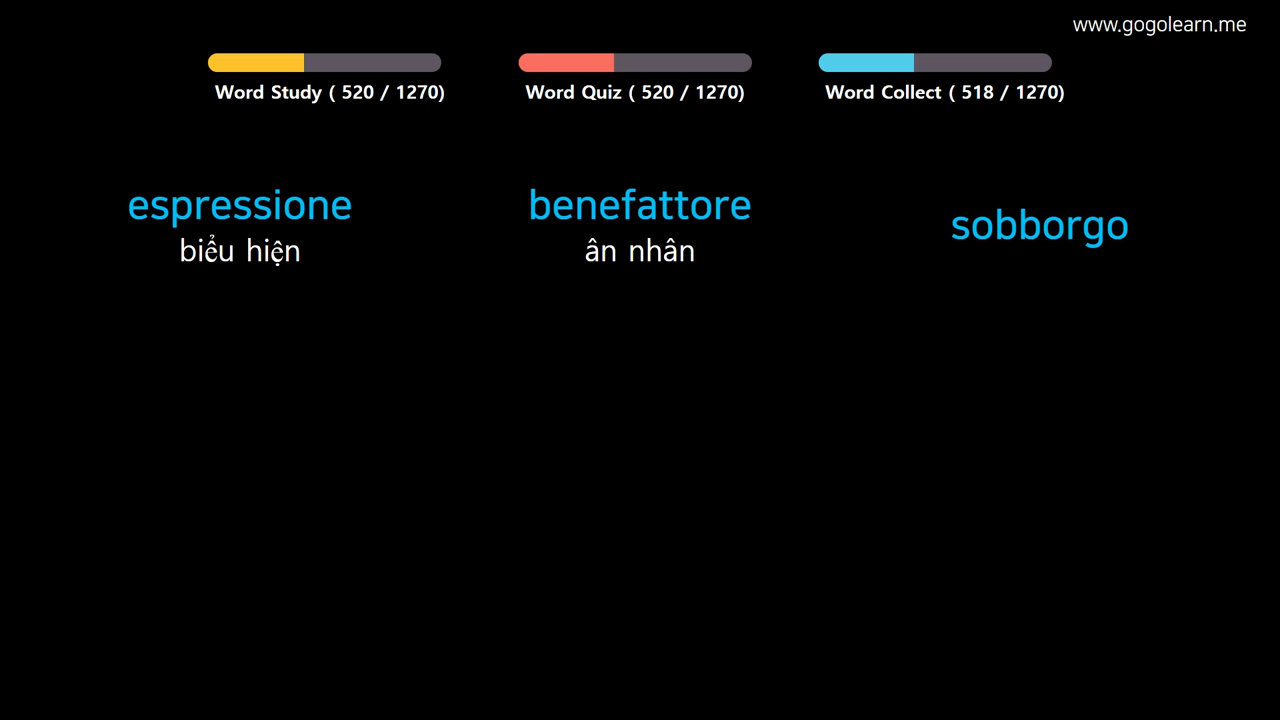 www.gogolearn.me
Word Study ( 520 / 1270)
Word Quiz ( 520 / 1270)
Word Collect ( 518 / 1270)
espressione
biểu hiện
benefattore
ân nhân
sobborgo